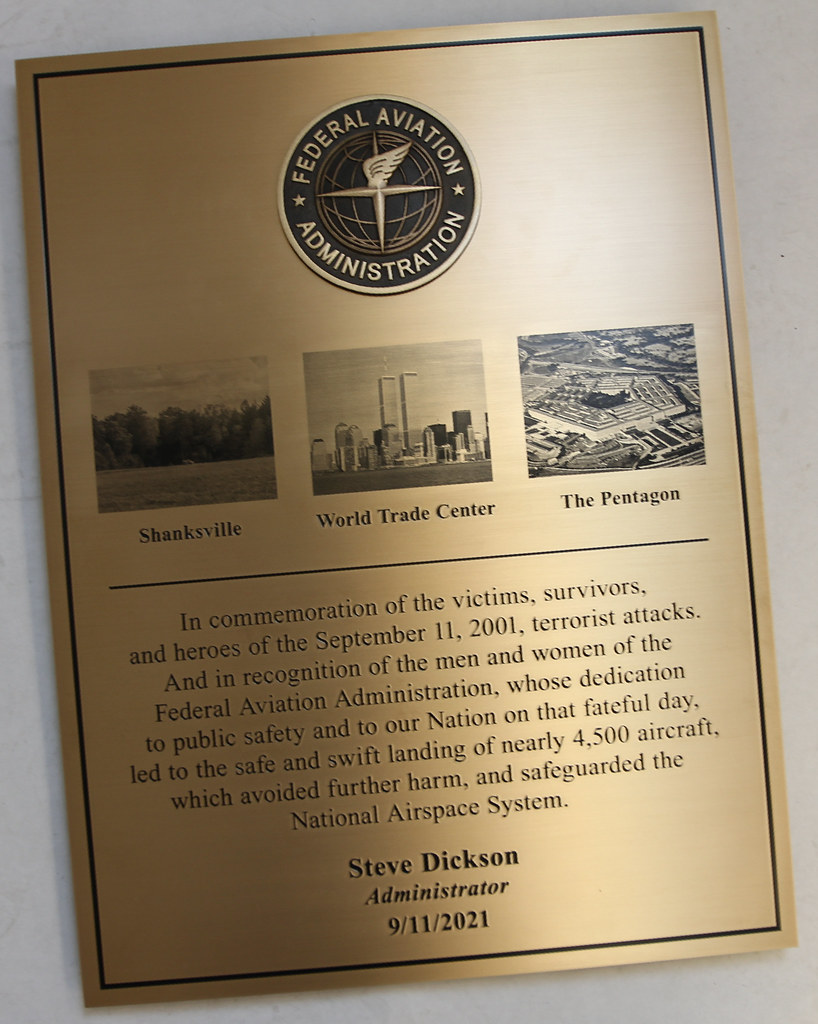 FEDERAL AVIATION
ADMINISTRATION
Shanksville
World Trade Center
The Pentagon
In commemoration of the victims, survivors,
and heroes of the September 11, 2001, terrorist attacks.
And in recognition of the men and women of the
Federal Aviation Administration, whose dedication
to public safety and to our Nation on that fateful day,
led to the safe and swift landing of nearly 4,500 aircraft,
which avoided further harm, and safeguarded the
National Airspace System.
Steve Dickson
Administrator
9/11/2021